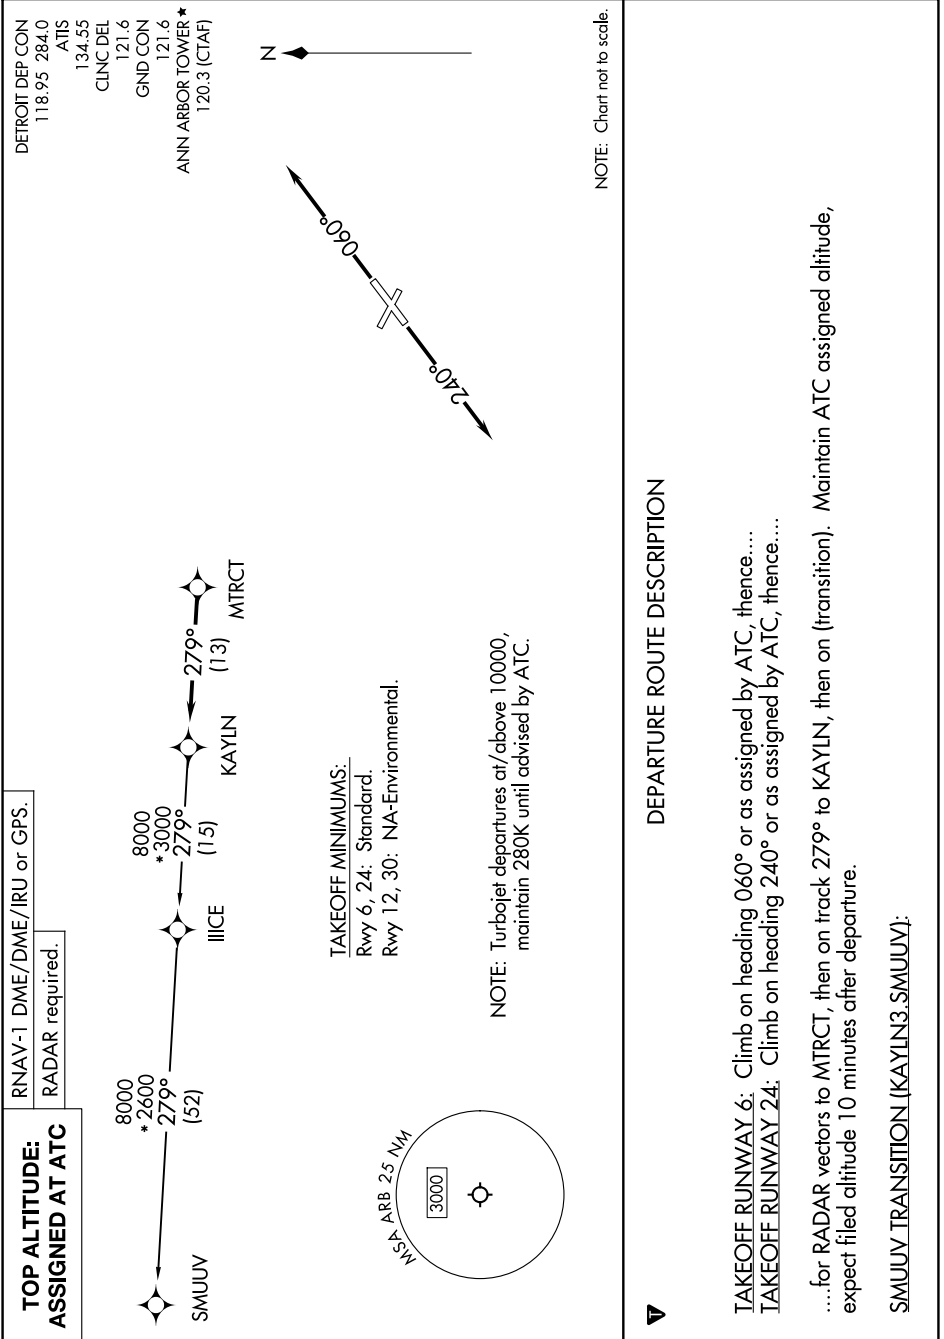 TOP ALTITUDE:
ASSIGNED AT ATC
RNAV-1 DME/DME/IRU or GPS.
RADAR required.
DETROIT DEP CON
118.95 284.0
ATIS
134.55
CLNC DEL
121.6
GND CON
121.6
ANN ARBOR TOWER ★
120.3 (CTAF)
N
SMUUV
8000
*2600
279°
(52)
IIICE
8000
*3000
279°
(15)
KAYLN
279°
(13)
MTRCT
060°
240°
TAKEOFF MINIMUMS:
Rwy 6, 24: Standard.
Rwy 12, 30: NA-Environmental.
MSA ARB 25 NM
3000
NOTE: Turbojet departures at/above 10000,
maintain 280K until advised by ATC.
NOTE: Chart not to scale.
T
DEPARTURE ROUTE DESCRIPTION
TAKEOFF RUNWAY 6: Climb on heading 060° or as assigned by ATC, thence....
TAKEOFF RUNWAY 24: Climb on heading 240° or as assigned by ATC, thence....
....for RADAR vectors to MTRCT, then on track 279° to KAYLN, then on (transition). Maintain ATC assigned altitude,
expect filed altitude 10 minutes after departure.
SMUUV TRANSITION (KAYLN3.SMUUV):